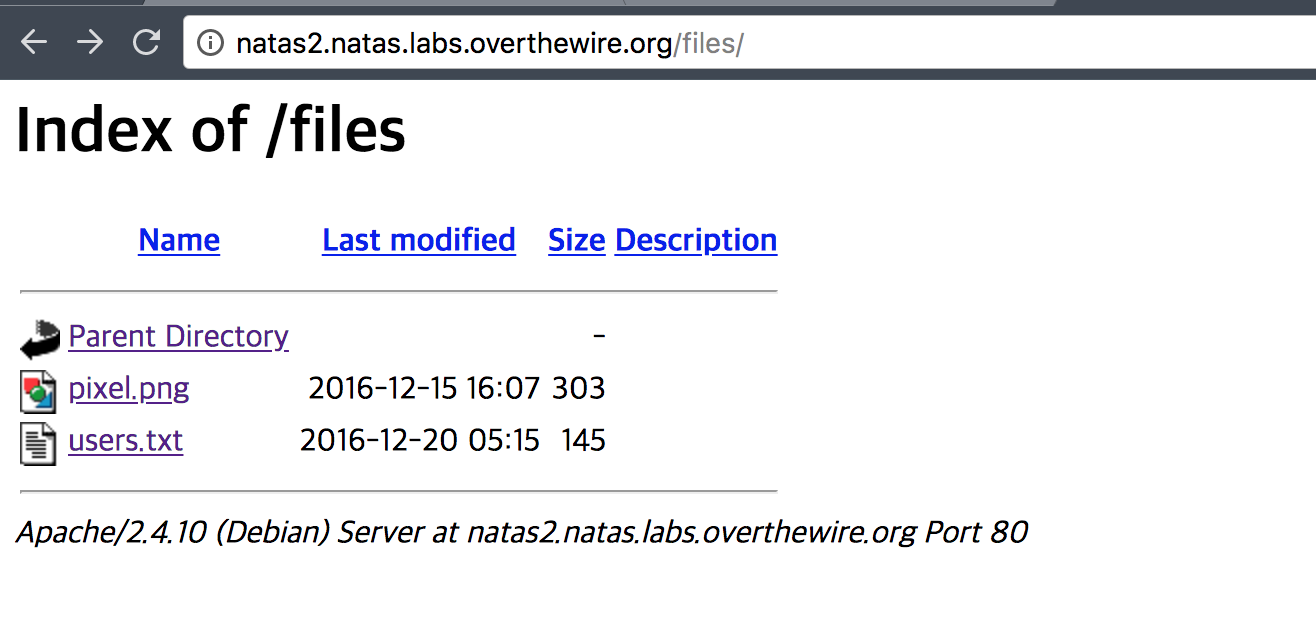 natas2.natas.labs.overthewire.org/files/
Index of /files
Name Last modified Size Description
Parent Directory -
pixel.png 2016-12-15 16:07 303
users.txt 2016-12-20 05:15 145
Apache/2.4.10 (Debian) Server at natas2.natas.labs.overthewire.org Port 80